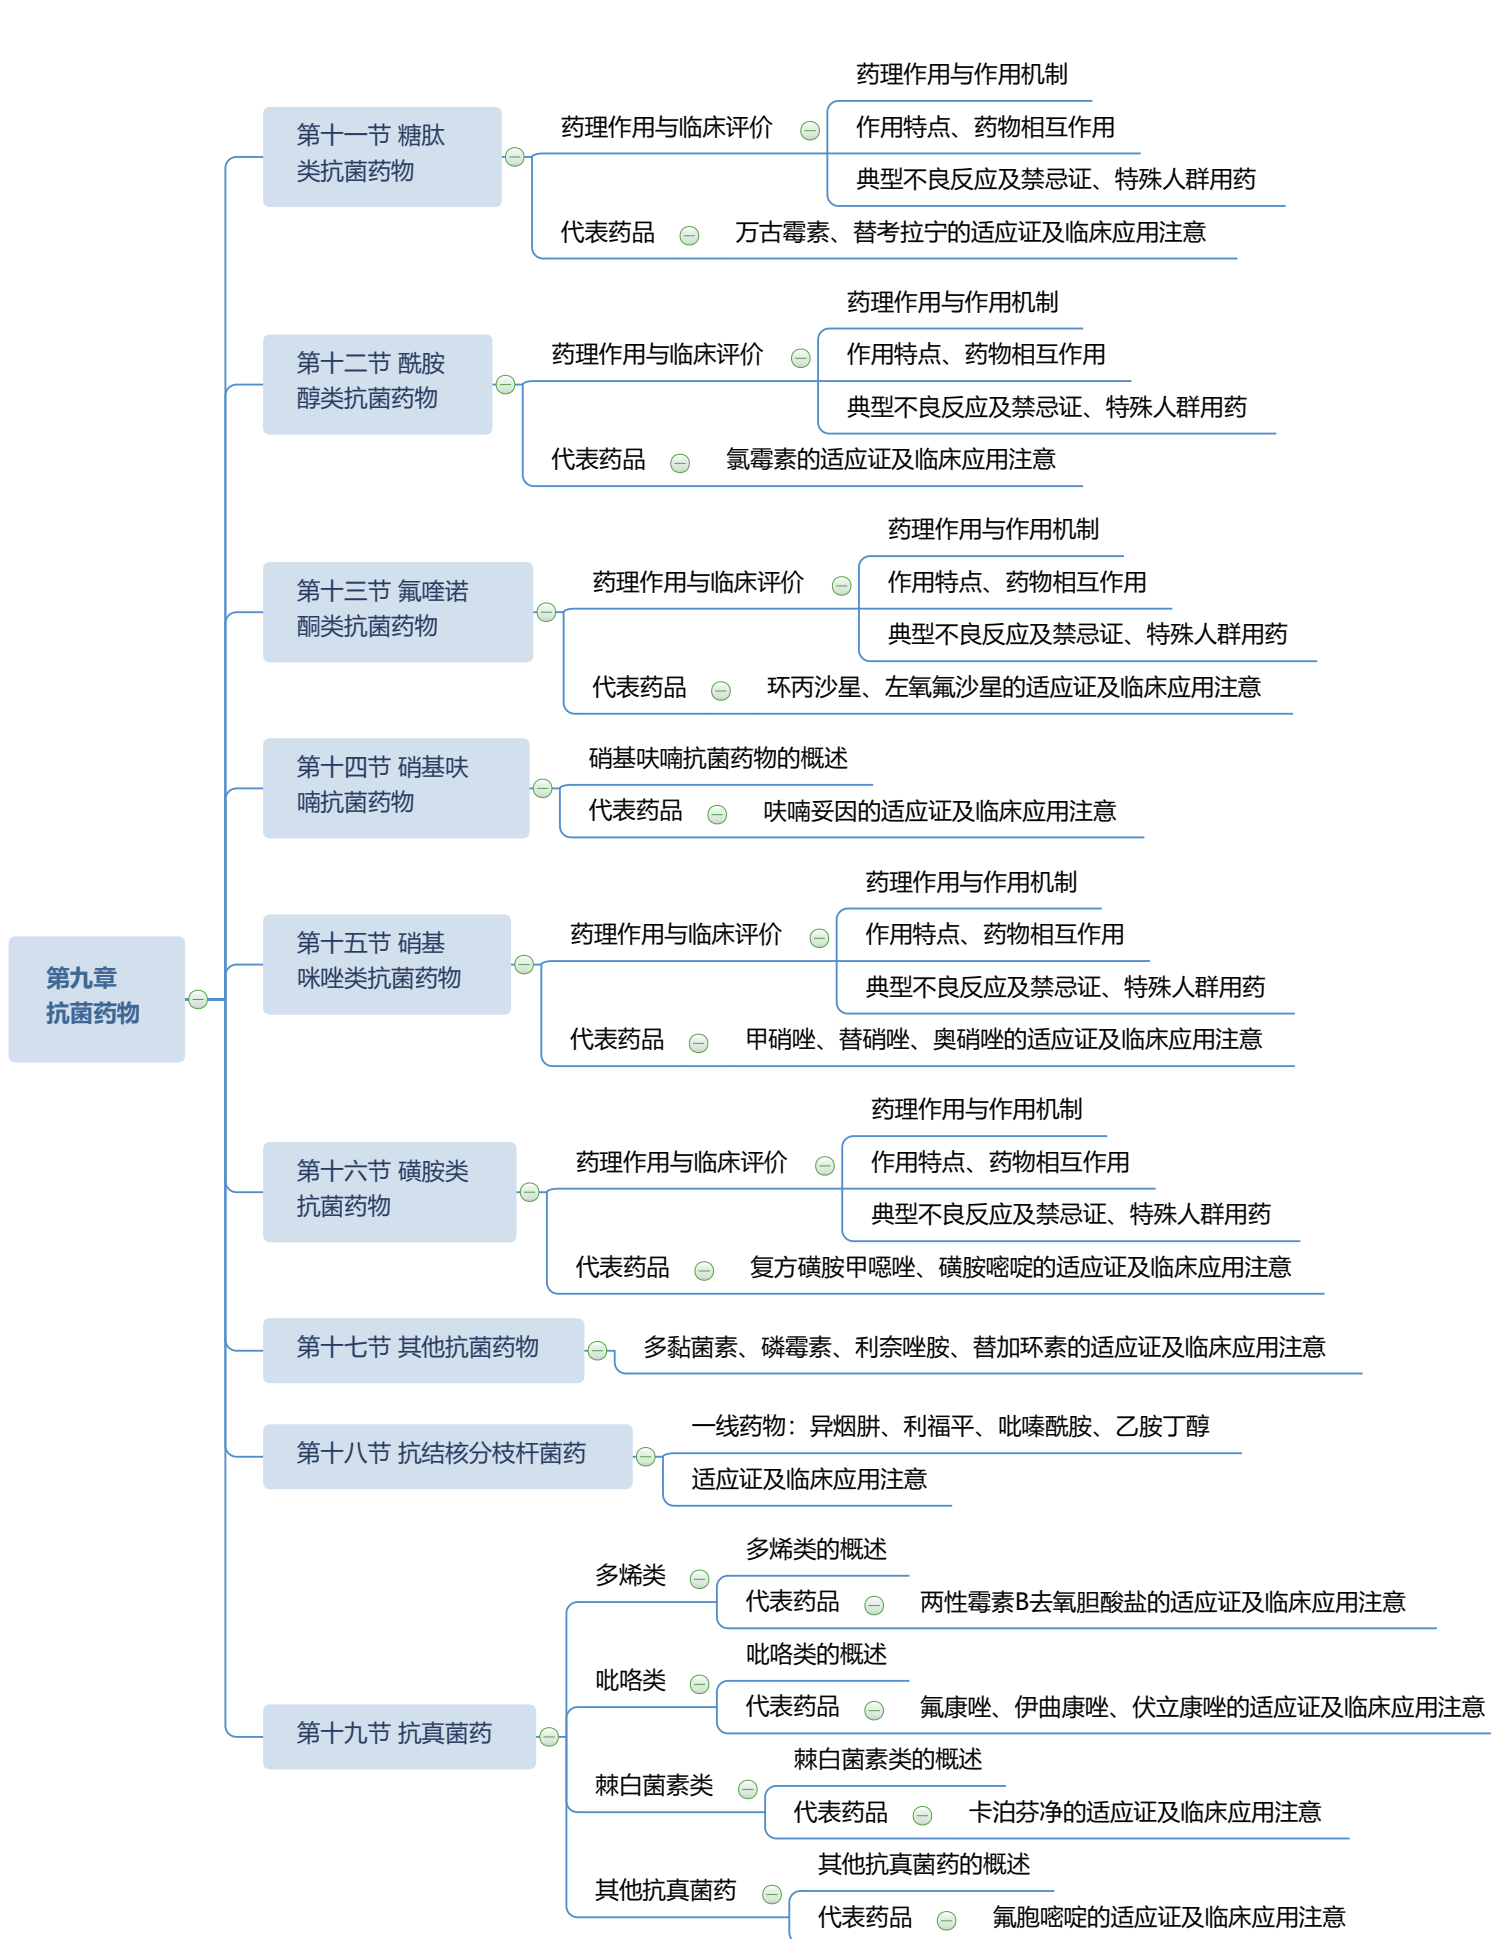 第九章
抗菌药物
第十一节 糖肽
类抗菌药物
药理作用与临床评价
药理作用与作用机制
作用特点、药物相互作用
典型不良反应及禁忌证、特殊人群用药
代表药品
万古霉素、替考拉宁的适应证及临床应用注意
第十二节 酰胺
醇类抗菌药物
药理作用与临床评价
药理作用与作用机制
作用特点、药物相互作用
典型不良反应及禁忌证、特殊人群用药
代表药品
氯霉素的适应证及临床应用注意
第十三节 氟喹诺
酮类抗菌药物
药理作用与临床评价
药理作用与作用机制
作用特点、药物相互作用
典型不良反应及禁忌证、特殊人群用药
代表药品
环丙沙星、左氧氟沙星的适应证及临床应用注意
第十四节 硝基呋
喃抗菌药物
硝基呋喃抗菌药物的概述
代表药品
呋喃妥因的适应证及临床应用注意
第十五节 硝基
咪唑类抗菌药物
药理作用与临床评价
药理作用与作用机制
作用特点、药物相互作用
典型不良反应及禁忌证、特殊人群用药
代表药品
甲硝唑、替硝唑、奥硝唑的适应证及临床应用注意
第十六节 磺胺类
抗菌药物
药理作用与临床评价
药理作用与作用机制
作用特点、药物相互作用
典型不良反应及禁忌证、特殊人群用药
代表药品
复方磺胺甲噁唑、磺胺嘧啶的适应证及临床应用注意
第十七节 其他抗菌药物
多黏菌素、磷霉素、利奈唑胺、替加环素的适应证及临床应用注意
第十八节 抗结核分枝杆菌药
一线药物：异烟肼、利福平、吡嗪酰胺、乙胺丁醇
适应证及临床应用注意
第十九节 抗真菌药
多烯类
多烯类的概述
代表药品
两性霉素B去氧胆酸盐的适应证及临床应用注意
吡咯类
吡咯类的概述
代表药品
氟康唑、伊曲康唑、伏立康唑的适应证及临床应用注意
棘白菌素类
棘白菌素类的概述
代表药品
卡泊芬净的适应证及临床应用注意
其他抗真菌药
其他抗真菌药的概述
代表药品
氟胞嘧啶的适应证及临床应用注意